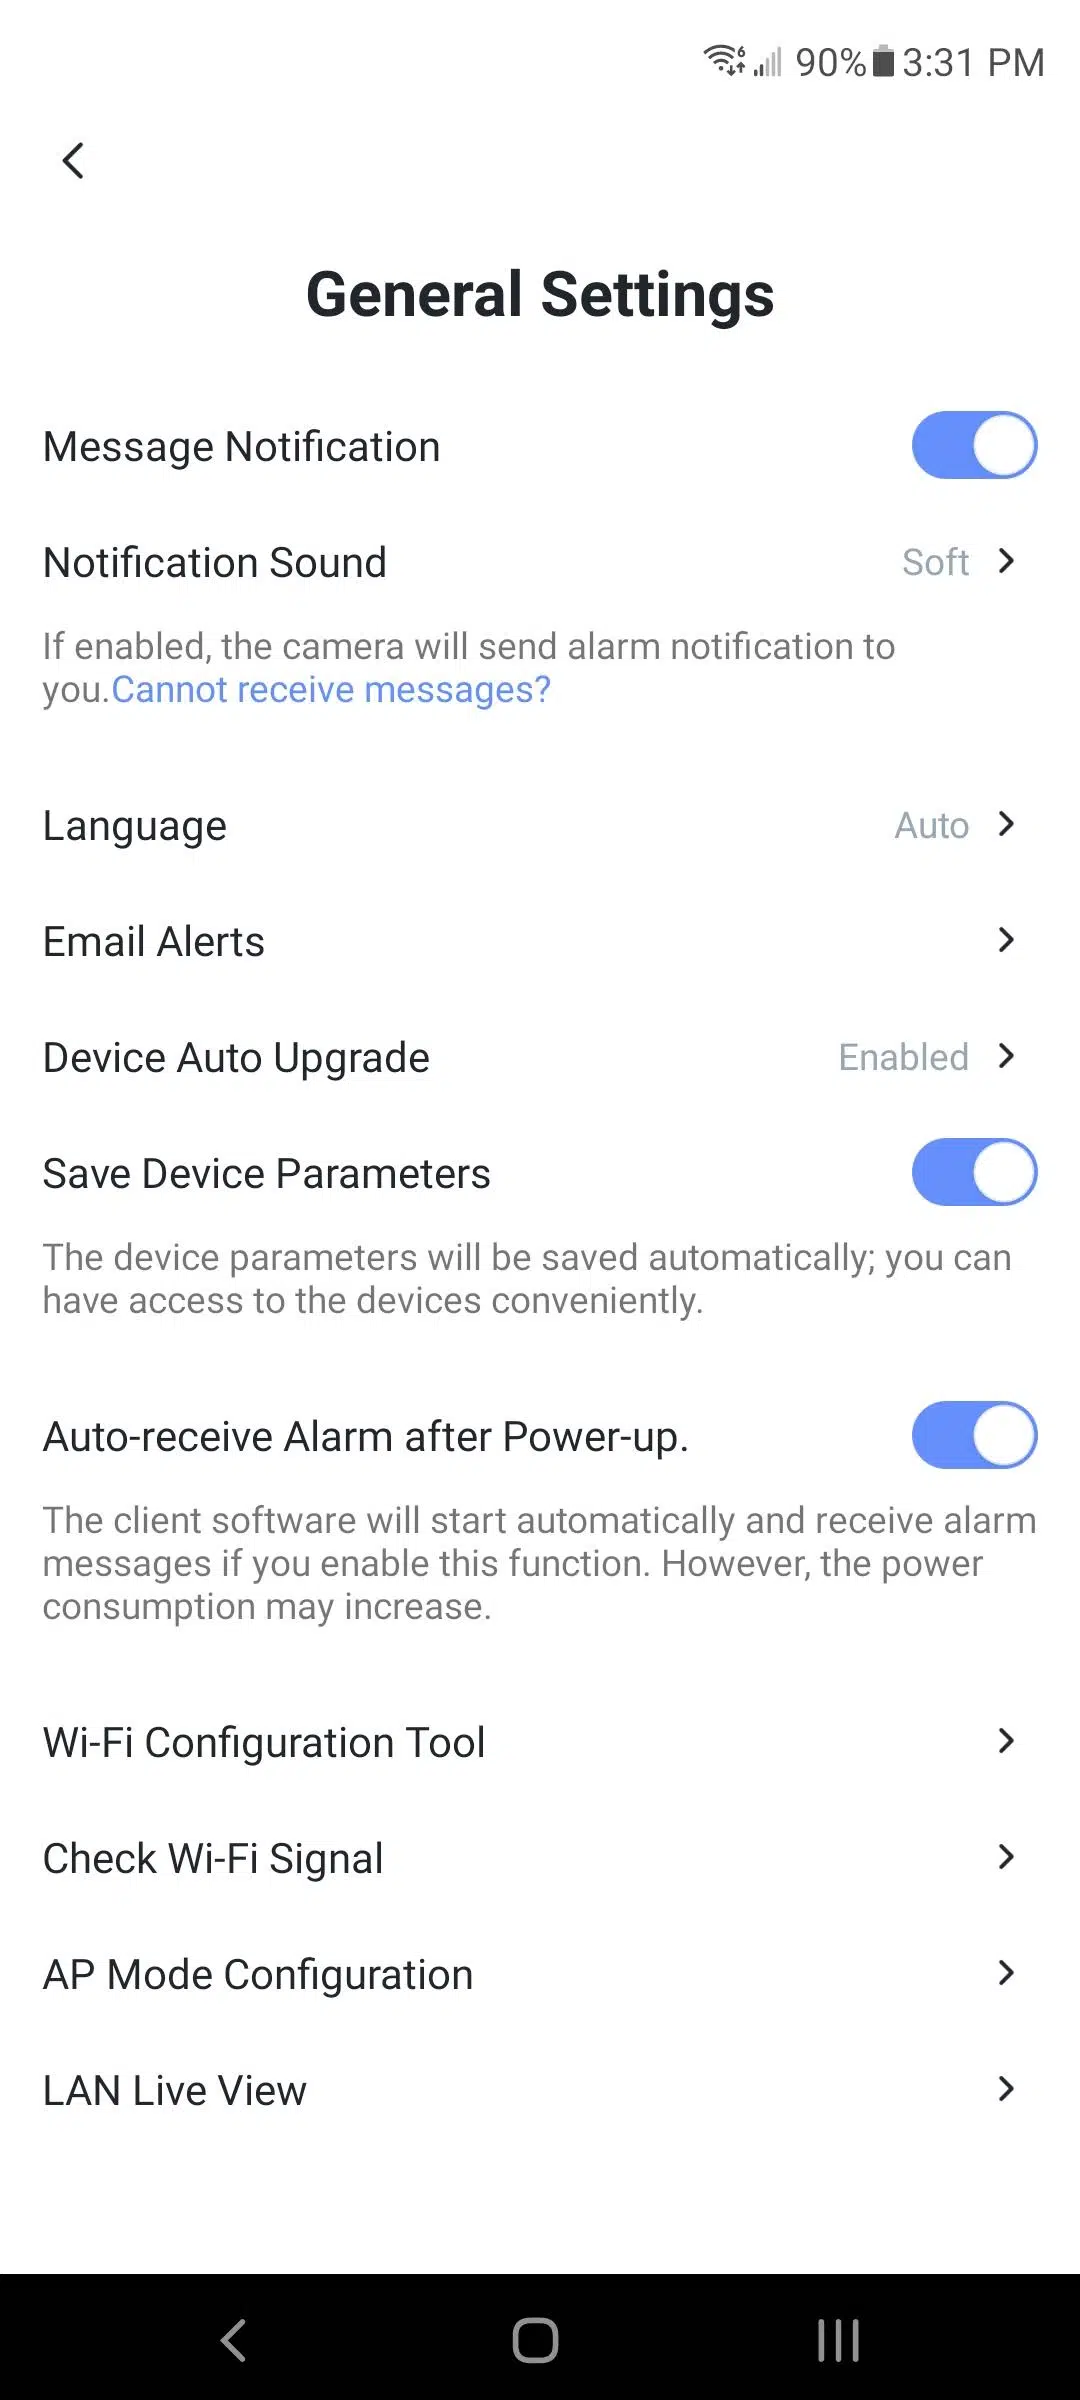 90% 3:31 PM
General Settings
Message Notification
Notification Sound Soft
If enabled, the camera will send alarm notification to
you.Cannot receive messages?
Language Auto
Email Alerts
Device Auto Upgrade Enabled
Save Device Parameters
The device parameters will be saved automatically; you can
have access to the devices conveniently.
Auto-receive Alarm after Power-up.
The client software will start automatically and receive alarm
messages if you enable this function. However, the power
consumption may increase.
Wi-Fi Configuration Tool
Check Wi-Fi Signal
AP Mode Configuration
LAN Live View